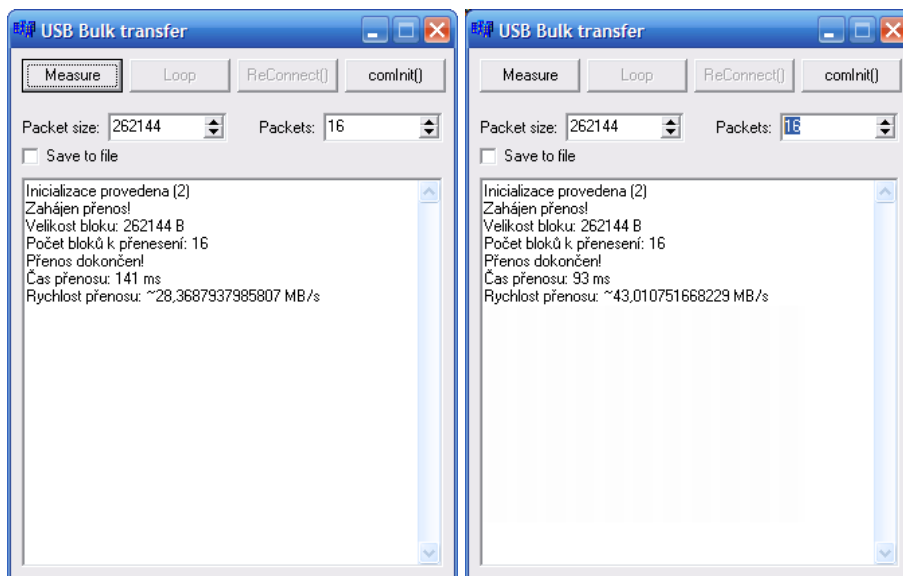 USB Bulk transfer
Measure Loop ReConnect() comInit()
Packet size: 262144 Packets: 16
Save to file
Inicializace provedena (2)
Zahájen přenos!
Velikost bloku: 262144 B
Počet bloků k přenesení: 16
Přenos dokončen!
Čas přenosu: 141 ms
Rychlost přenosu: ~28,3687937985807 MB/s
USB Bulk transfer
Measure Loop ReConnect() comInit()
Packet size: 262144 Packets: 16
Save to file
Inicializace provedena (2)
Zahájen přenos!
Velikost bloku: 262144 B
Počet bloků k přenesení: 16
Přenos dokončen!
Čas přenosu: 93 ms
Rychlost přenosu: ~43,010751668229 MB/s